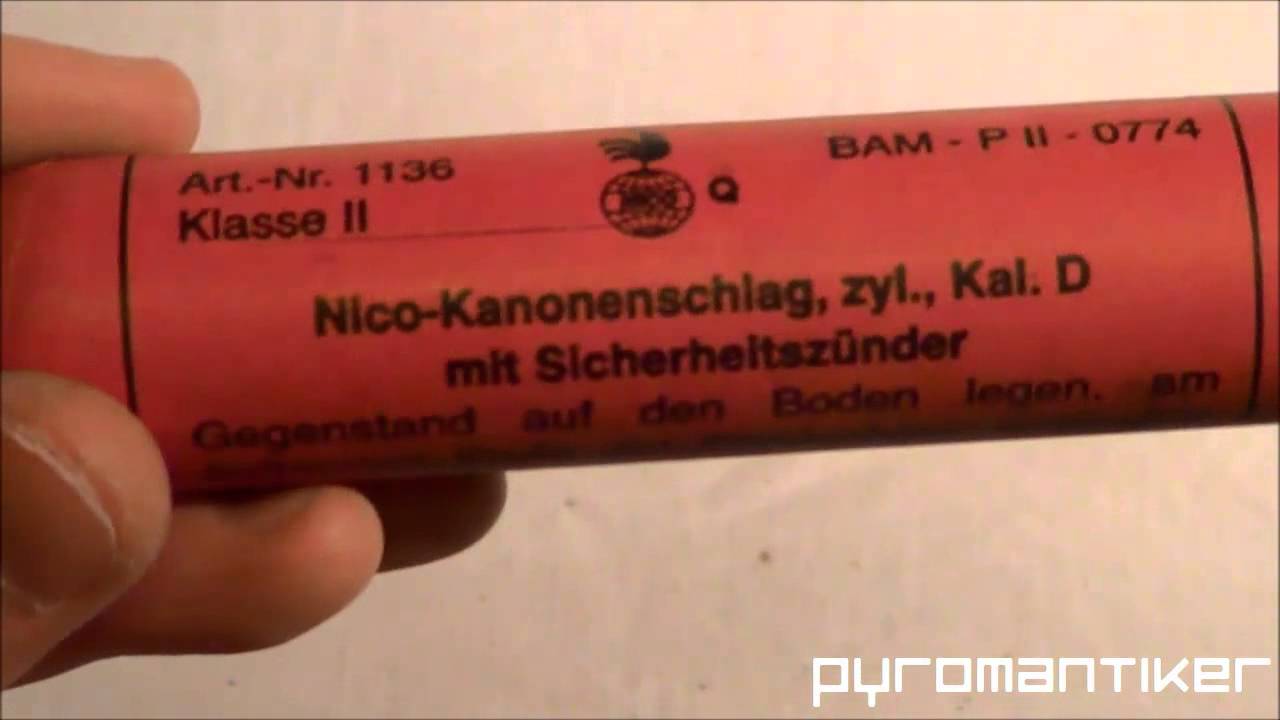 Art.-Nr. 1136
Klasse II
Q
BAM - P II - 0774
Nico-Kanonenschlag, zyl., Kal. D
mit Sicherheitszünder
Gegenstand auf den Boden legen, am
pyromantiker